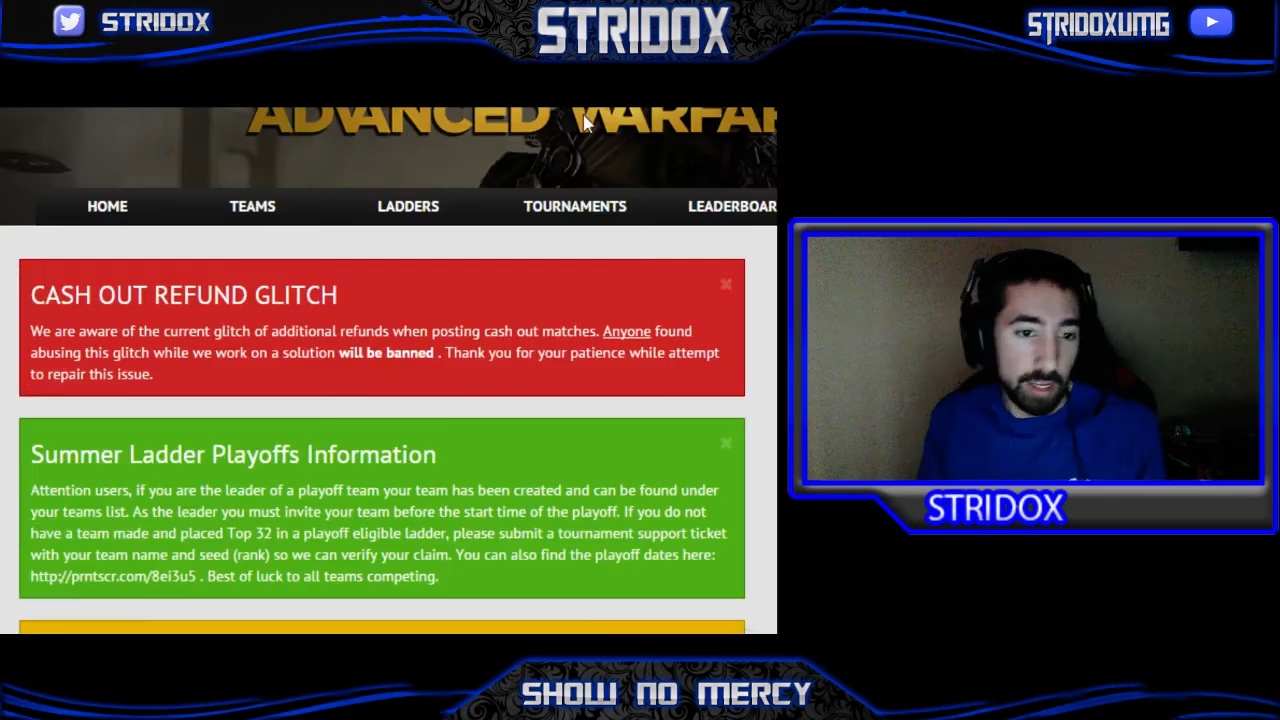 STRIDOX
STRIDOX
STRIDOXUMG
ADVANCED WARFA
HOME TEAMS LADDERS TOURNAMENTS LEADERBOAR
CASH OUT REFUND GLITCH
We are aware of the current glitch of additional refunds when posting cash out matches. Anyone found
abusing this glitch while we work on a solution will be banned . Thank you for your patience while attempt
to repair this issue.
Summer Ladder Playoffs Information
Attention users, if you are the leader of a playoff team your team has been created and can be found under
your teams list. As the leader you must invite your team before the start time of the playoff. If you do not
have a team made and placed Top 32 in a playoff eligible ladder, please submit a tournament support ticket
with your team name and seed (rank) so we can verify your claim. You can also find the playoff dates here:
http://prntscr.com/8ei3u5 . Best of luck to all teams competing.
STRIDOX
SHOW NO MERCY